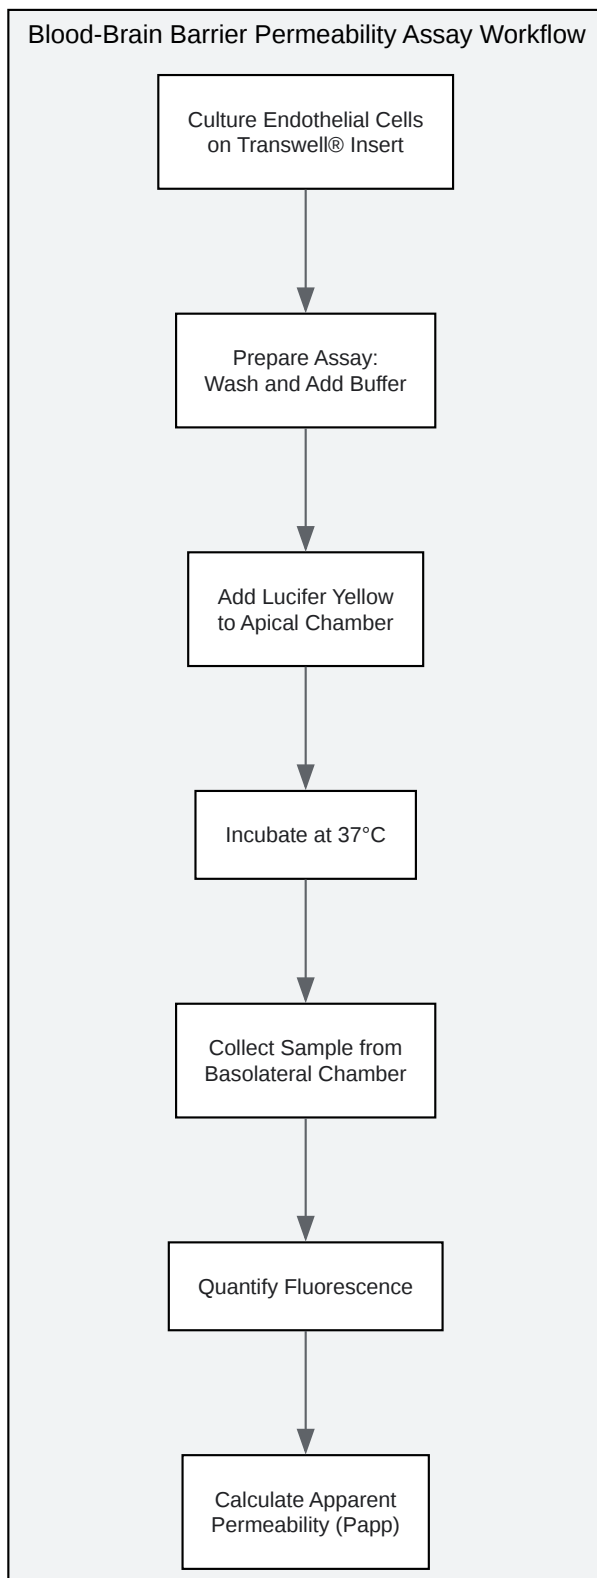 Blood-Brain Barrier Permeability Assay Workflow
Culture Endothelial Cells
on Transwell® Insert
Prepare Assay:
Wash and Add Buffer
Add Lucifer Yellow
to Apical Chamber
Incubate at 37°C
Collect Sample from
Basolateral Chamber
Quantify Fluorescence
Calculate Apparent
Permeability (Papp)